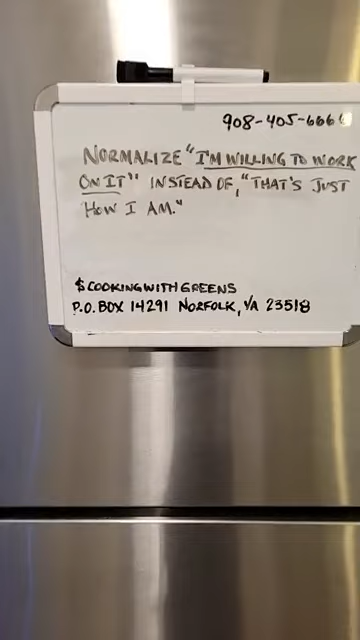 908-405-6666
NORMALIZE "I'M WILLING TO WORK
ON IT" INSTEAD OF, "THAT'S JUST
HOW I AM."
$COOKINGWITHGREENS
P.O. BOX 14291 NORFOLK, VA 23518